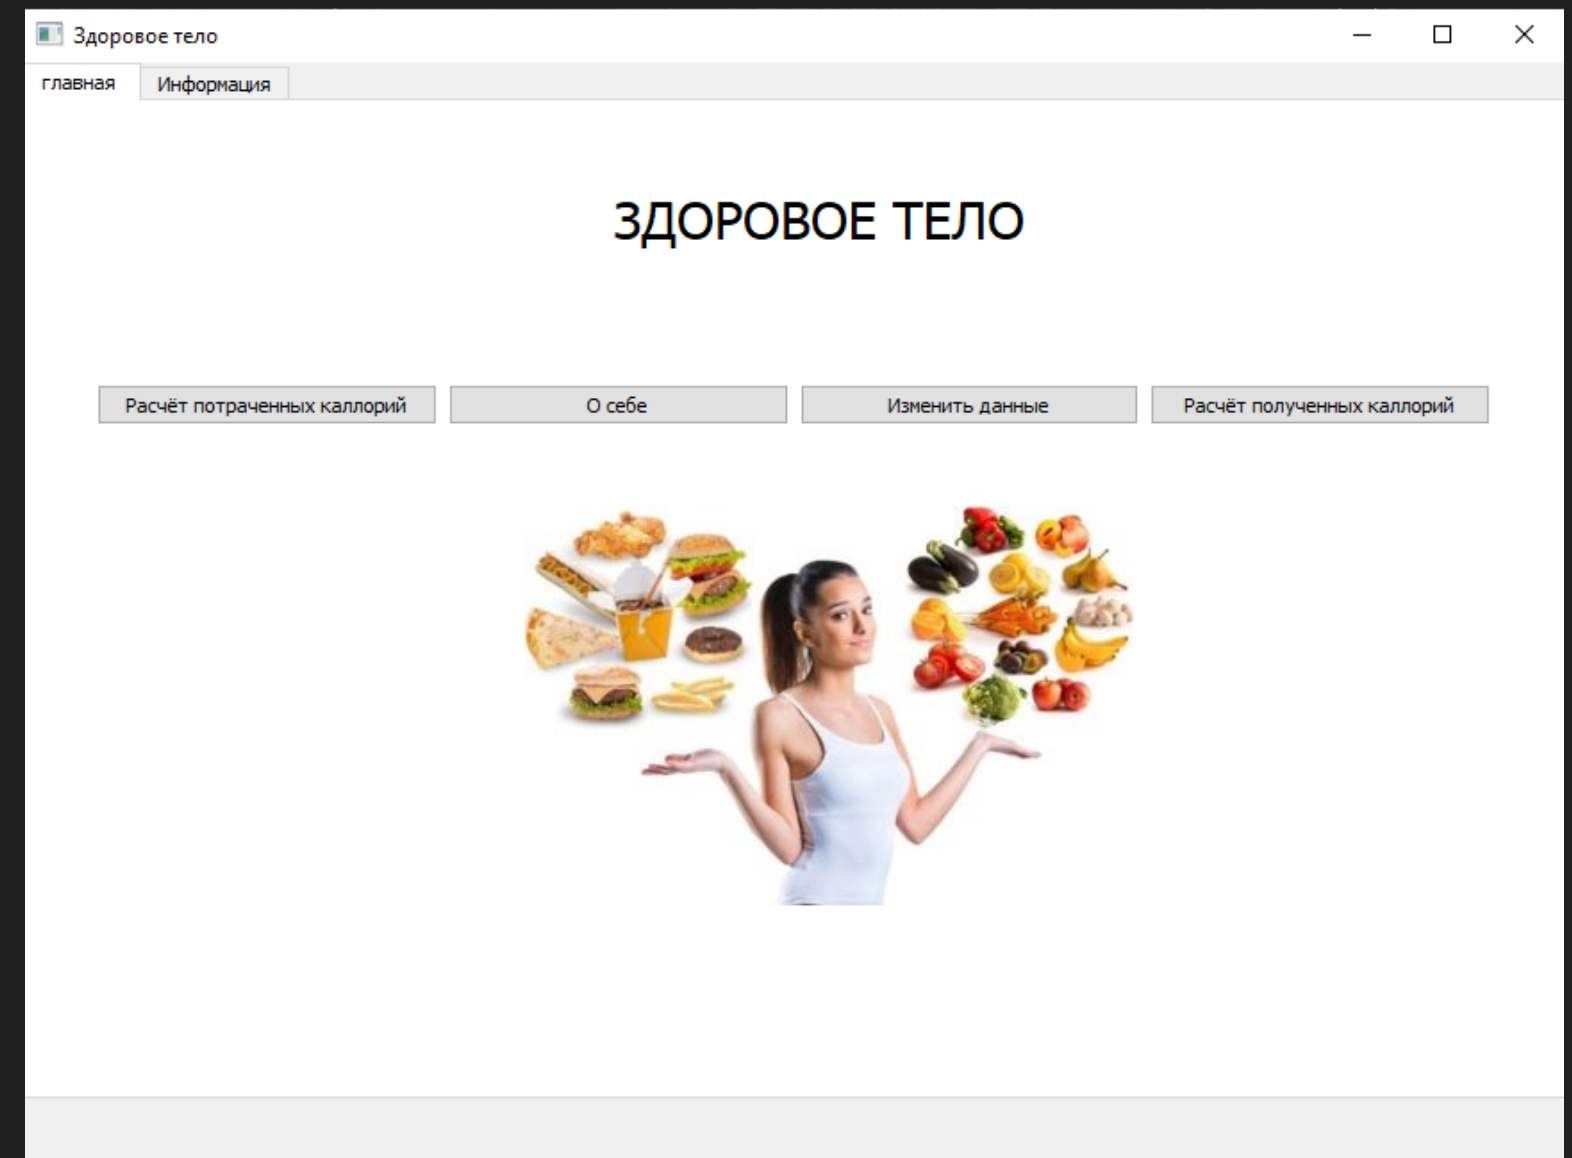 Здоровое тело
главная
Информация
ЗДОРОВОЕ ТЕЛО
Расчёт потраченных каллорий
О себе
Изменить данные
Расчёт полученных каллорий